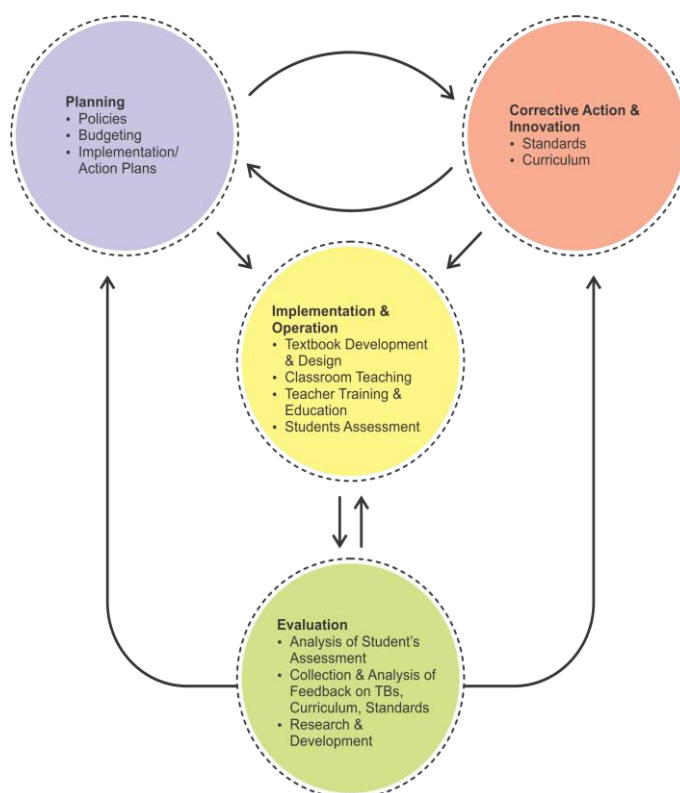 Planning
• Policies
• Budgeting
• Implementation/
Action Plans
Corrective Action &
Innovation
• Standards
• Curriculum
Implementation &
Operation
• Textbook Development
& Design
• Classroom Teaching
• Teacher Training &
Education
• Students Assessment
Evaluation
• Analysis of Student's
Assessment
• Collection & Analysis of
Feedback on TBs,
Curriculum, Standards
• Research &
Development